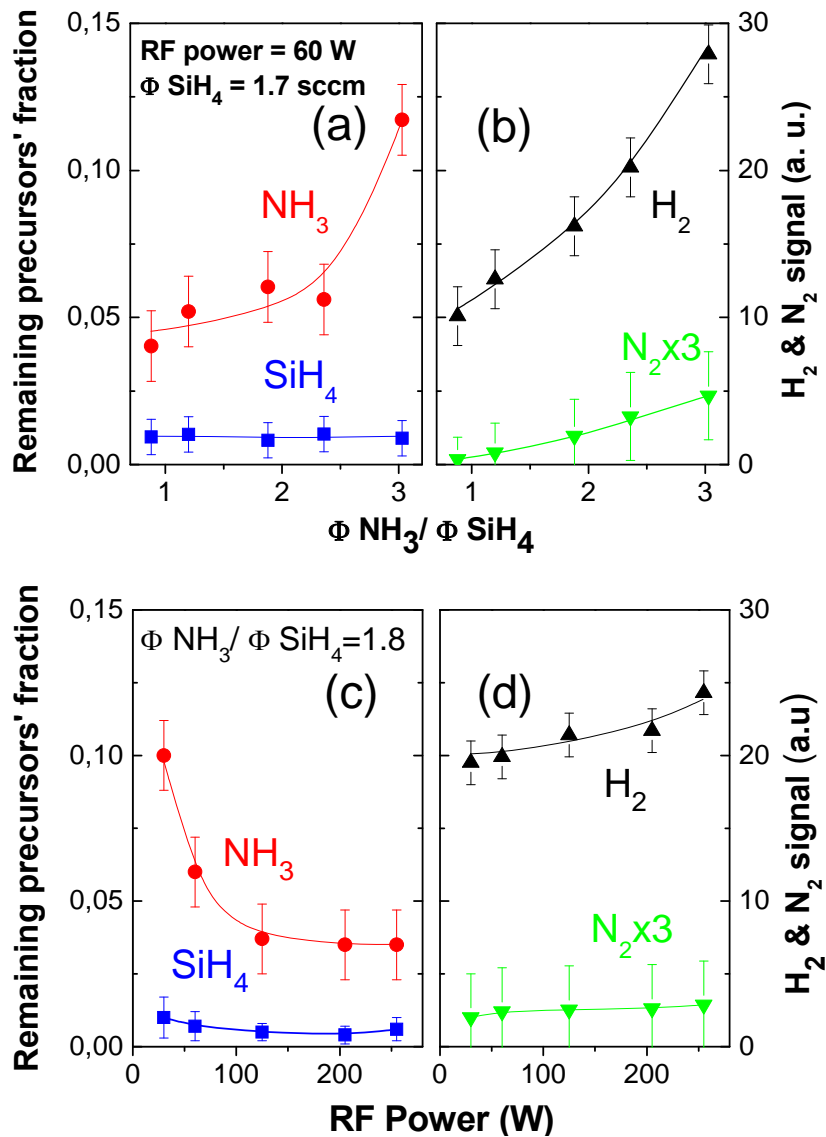 Remaining precursors' fraction
0,15
0,10
0,05
0,00
RF power = 60 W
Φ SiH4 = 1.7 sccm
(a)
NH3
SiH4
1
2
3
(b)
H2
N2x3
1
2
3
30
20
10
0
H2 & N2 signal (a. u.)
Φ NH3/ Φ SiH4
Remaining precursors' fraction
0,15
0,10
0,05
0,00
Φ NH3/ Φ SiH4=1.8
(c)
NH3
SiH4
0
100
200
(d)
H2
N2x3
0
100
200
30
20
10
0
H2 & N2 signal (a.u)
RF Power (W)